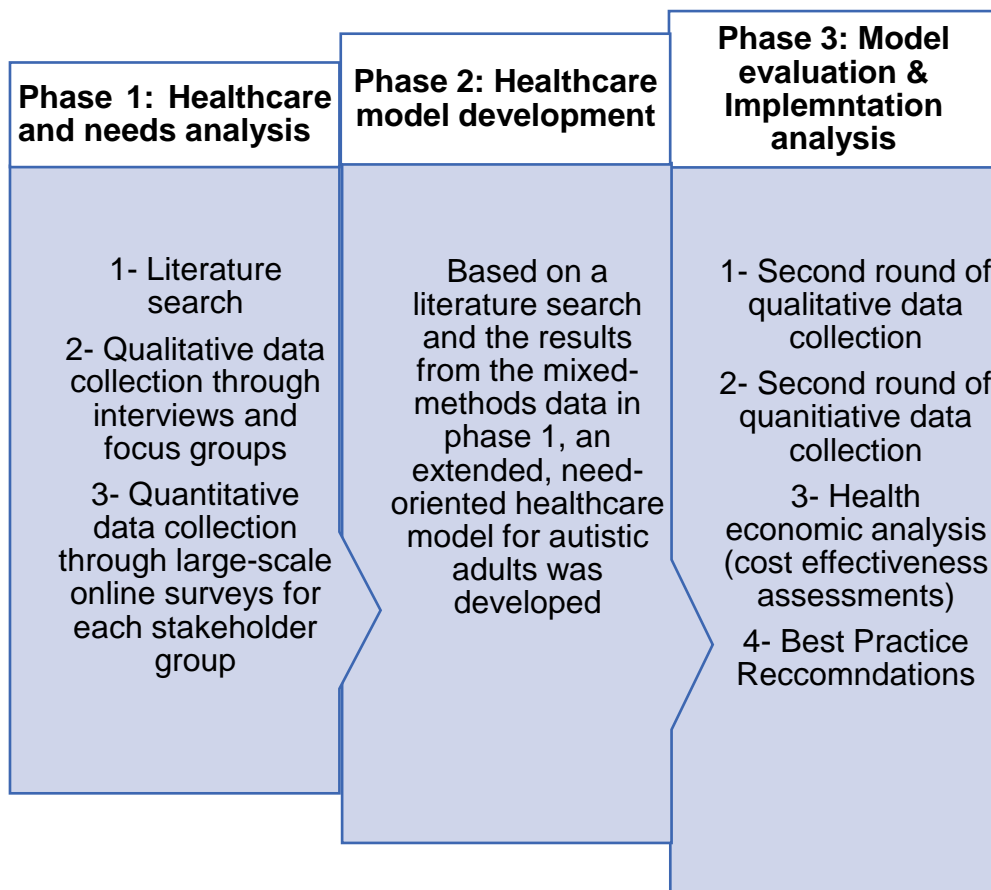 Phase 1: Healthcare
and needs analysis
1- Literature
search
2- Qualitative data
collection through
interviews and
focus groups
3- Quantitative
data collection
through large-scale
online surveys for
each stakeholder
group
Phase 2: Healthcare
model development
Based on a
literature search
and the results
from the mixed-
methods data in
phase 1, an
extended, need-
oriented healthcare
model for autistic
adults was
developed
Phase 3: Model
evaluation &
Implemntation
analysis
1- Second round of
qualitative data
collection
2- Second round of
quanitiative data
collection
3- Health
economic analysis
(cost effectiveness
assessments)
4- Best Practice
Reccomndations